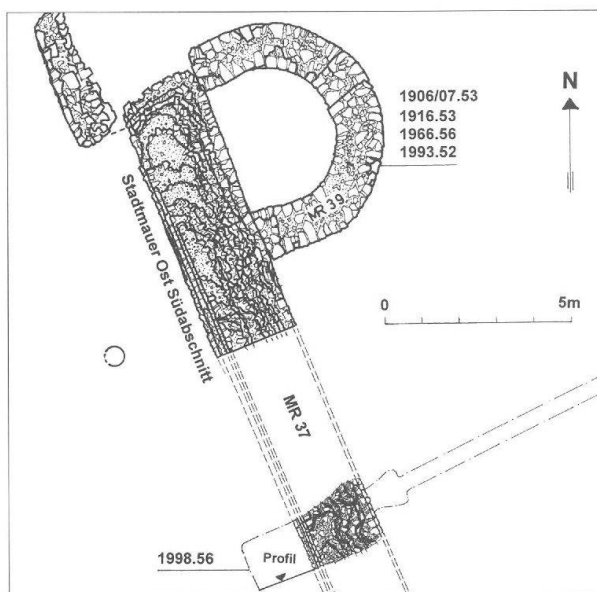 1906/07.53
1916.53
1966.56
1993.52
N
MR 39
Stadtmauer Ost Südabschnitt
0 5m
MR 37
1998.56
Profil